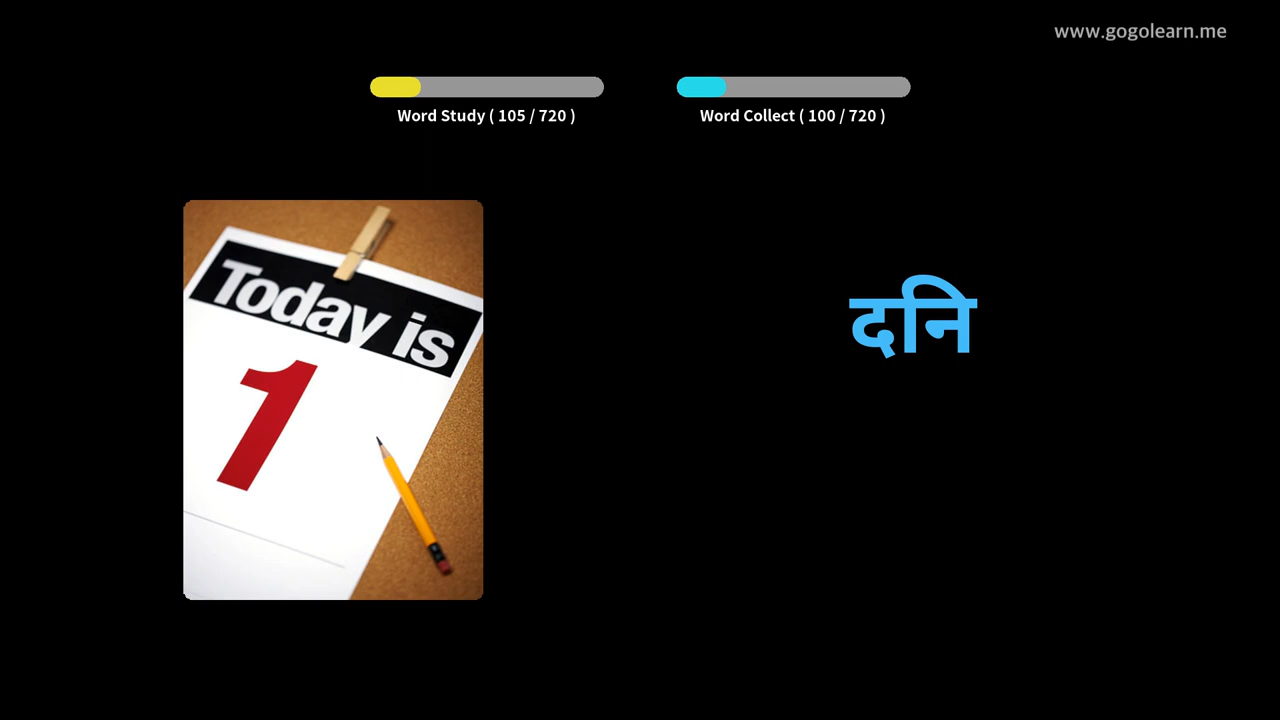 www.gogolearn.me
Word Study ( 105 / 720 )
Word Collect ( 100 / 720 )
Today is
1
दनि